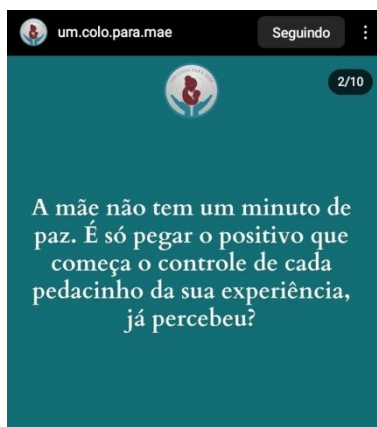 um.colo.para.mae
Seguindo
2/10
A mãe não tem um minuto de
paz. É só pegar o positivo que
começa o controle de cada
pedacinho da sua experiência,
já percebeu?